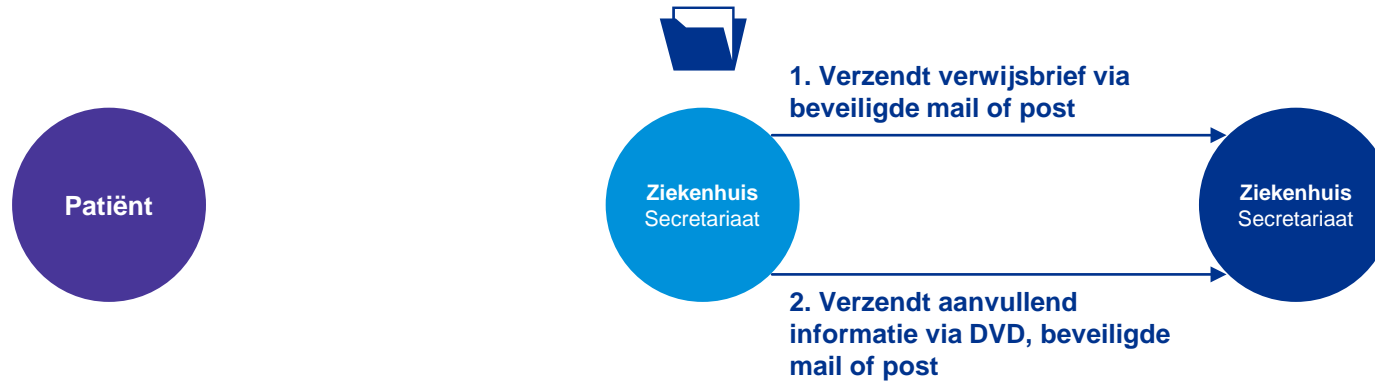 1. Verzendt verwijsbrief via
beveiligde mail of post
Patiënt
Ziekenhuis
Secretariaat
Ziekenhuis
Secretariaat
2. Verzendt aanvullend
informatie via DVD, beveiligde
mail of post